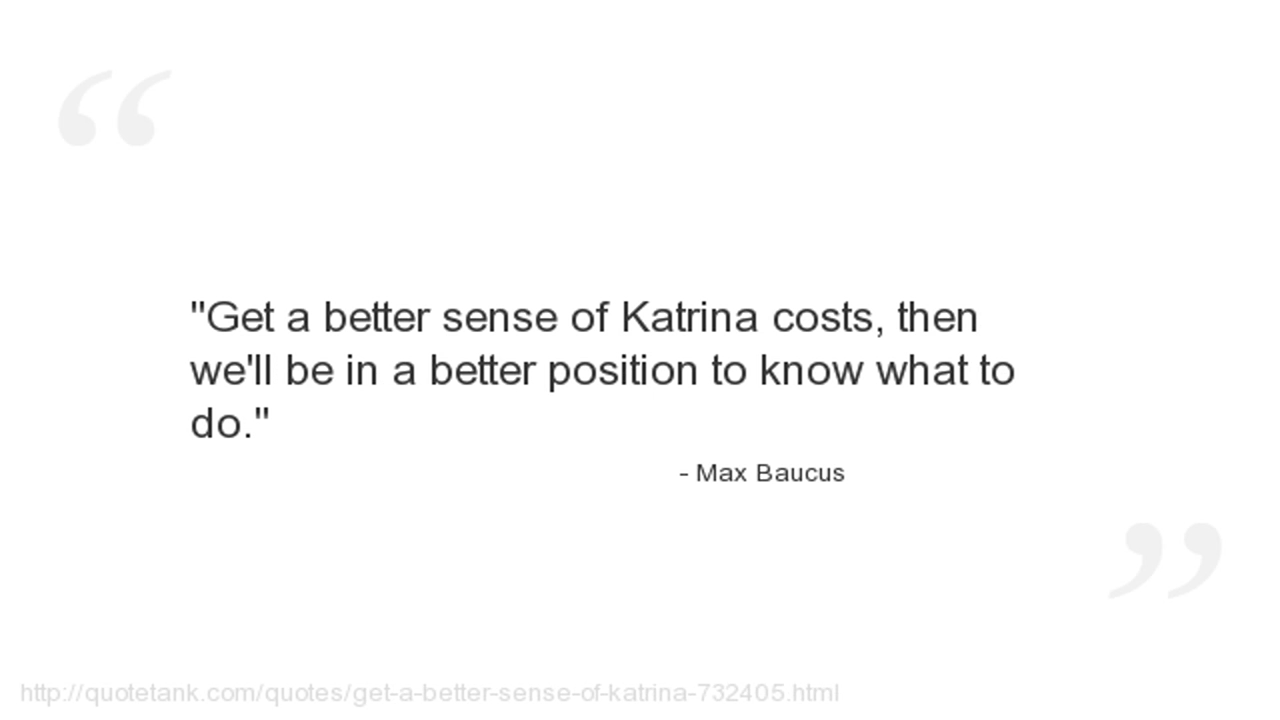 “
"Get a better sense of Katrina costs, then
we'll be in a better position to know what to
do."
- Max Baucus
”
http://quotetank.com/quotes/get-a-better-sense-of-katrina-732405.html